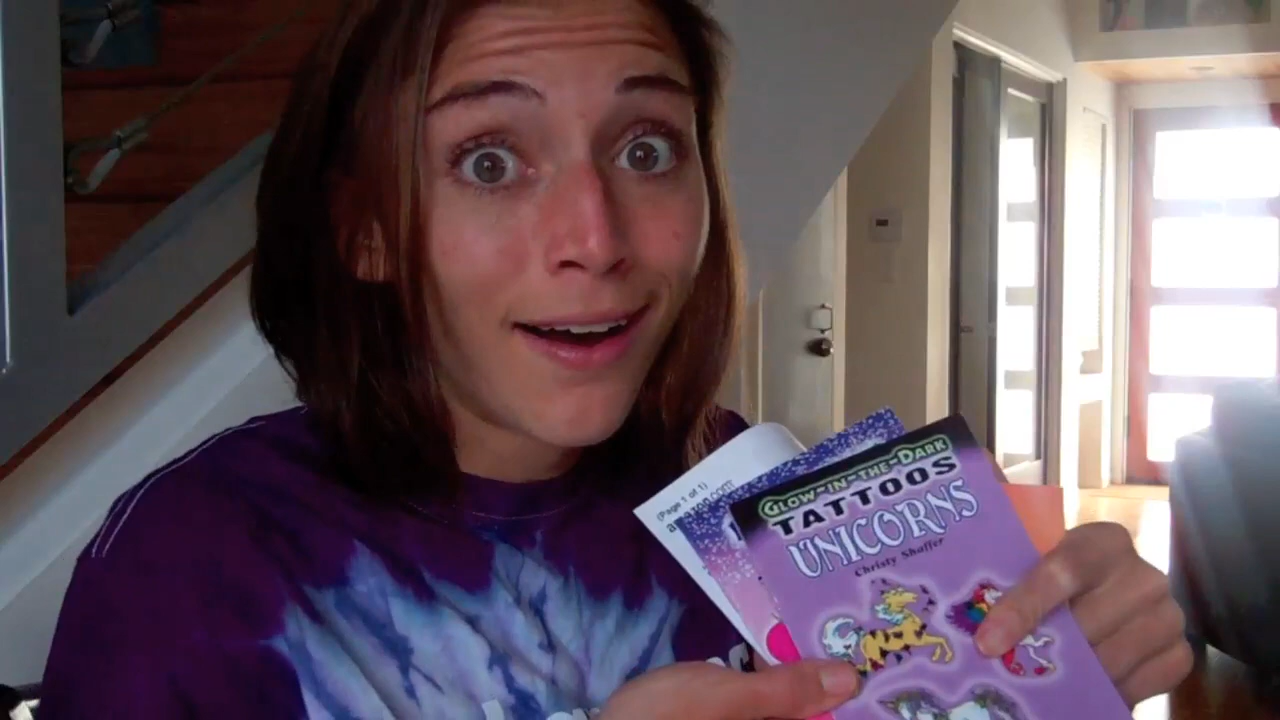 (Page 1 of 1)
amazon.com
GLOW-IN-THE-DARK
TATTOOS
UNICORNS
Christy Shaffer